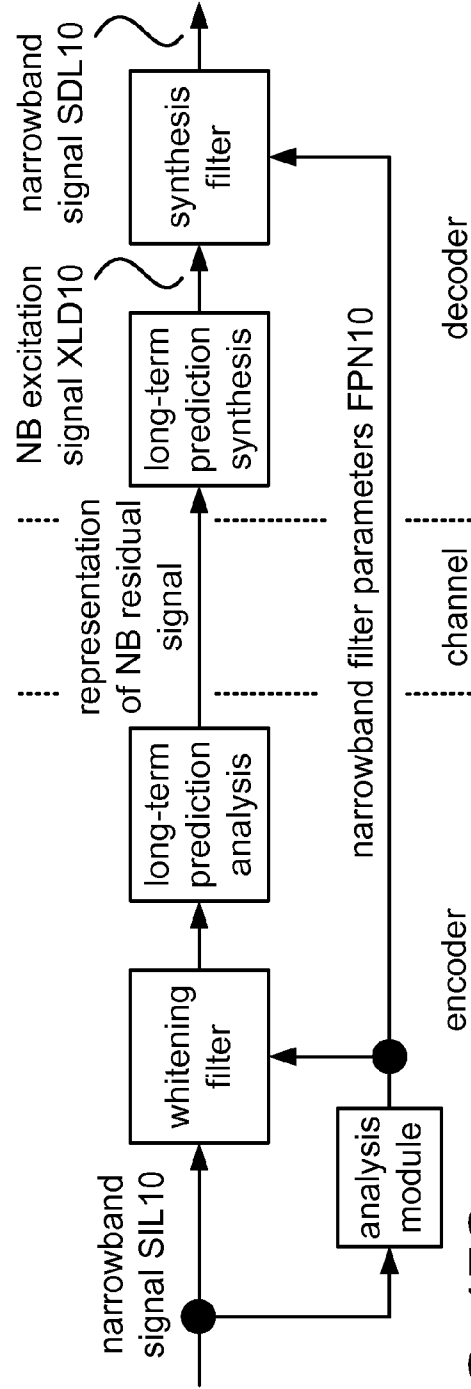 narrowband
signal SIL10
analysis
module
whitening
filter
encoder
long-term
prediction
analysis
representation
of NB residual
signal
narrowband filter parameters FPN10
channel
long-term
prediction
synthesis
NB excitation
signal XLD10
synthesis
filter
narrowband
signal SDL10
decoder